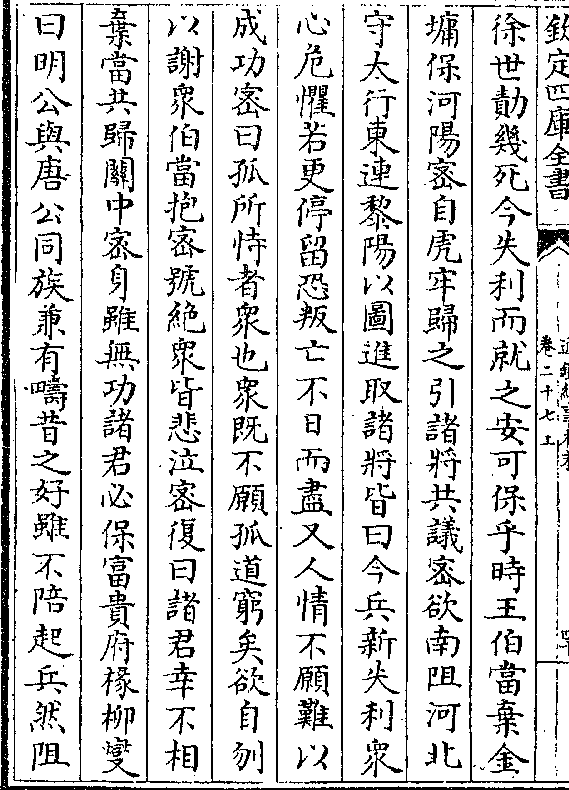 欽定四庫全書
卷二十七上
徐世勣幾死今失利而就之安可保乎時王伯當棄金
墉保河陽密自虎牢歸之引諸將共議密欲南阻河北
守太行東連黎陽以圖進取諸將皆曰今兵新失利衆
心危懼若更停留恐叛亡不日而盡又人情不願難以
成功密曰孤所恃者衆也衆既不願孤道窮矣欲自刎
以謝衆伯當抱密號絶衆皆悲泣密復曰諸君幸不相
棄當共歸關中密身雖無功諸君必保富貴府掾柳燮
曰明公與唐公同族兼有疇昔之好雖不陪起兵然阻